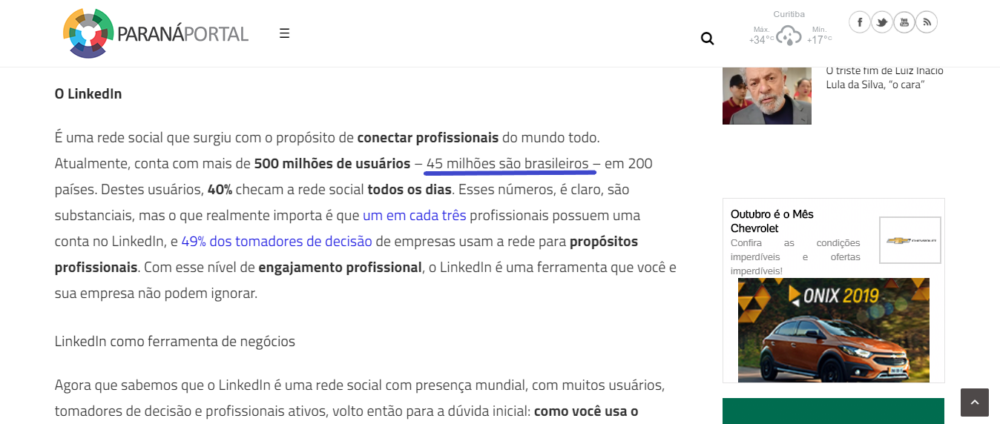 PARANÁPORTAL
Curitiba
Máx.
+34°C
Mín.
+17°C
You
Tube
O LinkedIn
É uma rede social que surgiu com o propósito de conectar profissionais do mundo todo.
Atualmente, conta com mais de 500 milhões de usuários – 45 milhões são brasileiros – em 200
países. Destes usuários, 40% checam a rede social todos os dias. Esses números, é claro, são
substanciais, mas o que realmente importa é que um em cada três profissionais possuem uma
conta no LinkedIn, e 49% dos tomadores de decisão de empresas usam a rede para propósitos
profissionais. Com esse nível de engajamento profissional, o LinkedIn é uma ferramenta que você e
sua empresa não podem ignorar.
LinkedIn como ferramenta de negócios
Agora que sabemos que o LinkedIn é uma rede social com presença mundial, com muitos usuários,
tomadores de decisão e profissionais ativos, volto então para a dúvida inicial: como você usa o
O triste fim de Luiz Inácio
Lula da Silva, “o cara”
Outubro é o Mês
Chevrolet
Confira as condições
imperdíveis e ofertas
imperdíveis!
CHEVROLET
ONIX 2019